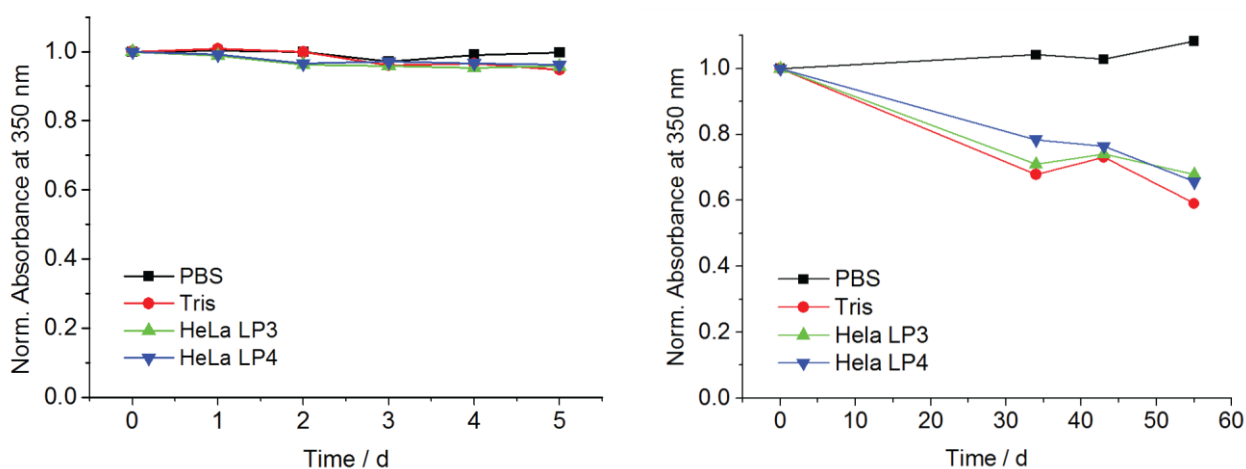 Norm. Absorbance at 350 nm
1.0
0.8
0.6
0.4
0.2
0.0
PBS
Tris
HeLa LP3
HeLa LP4
0 1 2 3 4 5
Time / d
Norm. Absorbance at 350 nm
1.0
0.8
0.6
0.4
0.2
0.0
PBS
Tris
Hela LP3
Hela LP4
0 10 20 30 40 50 60
Time / d